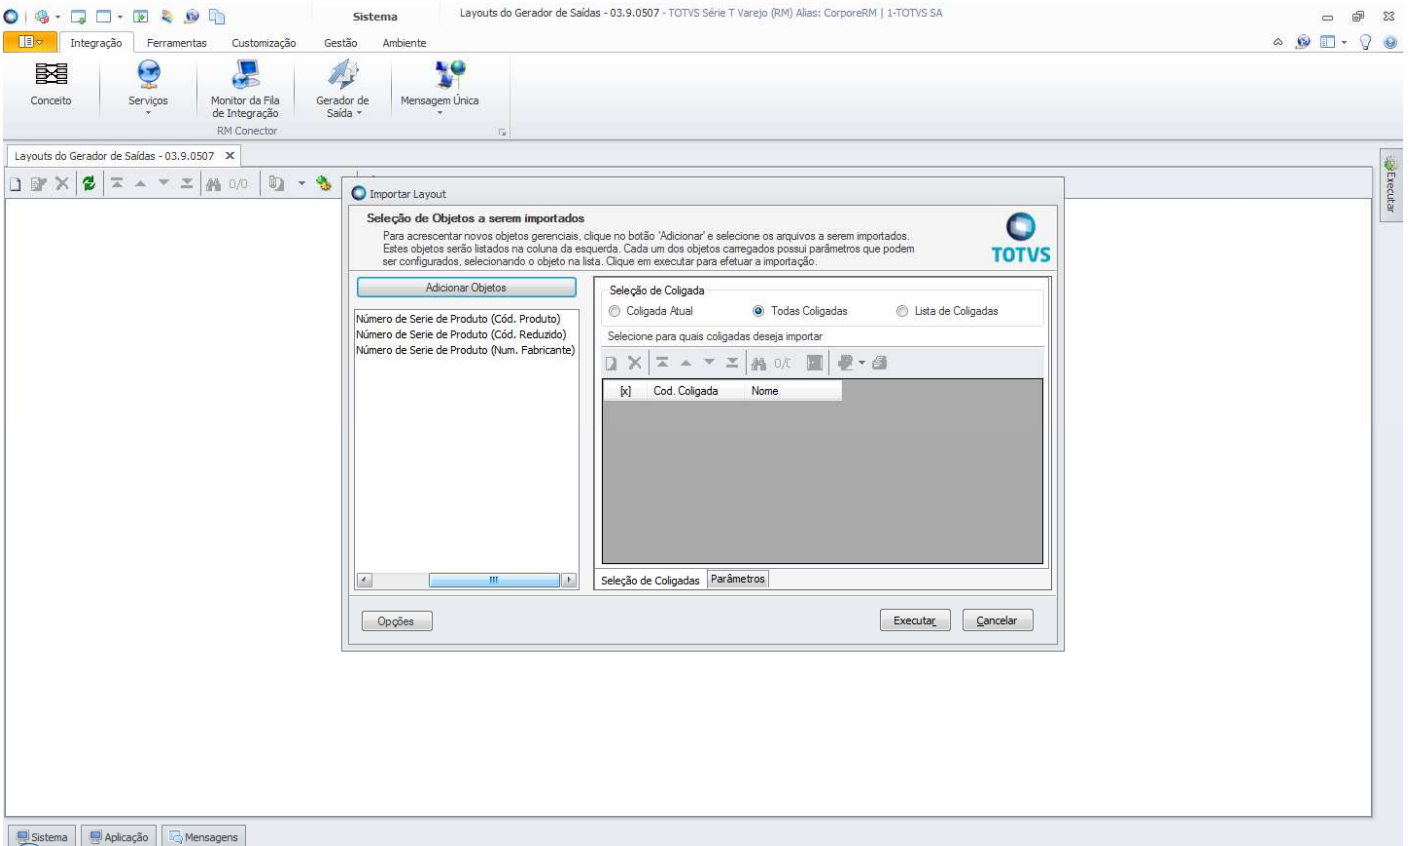 Sistema
Layouts do Gerador de Saídas - 03.9.0507 - TOTVS Série T Varejo (RM) Alias: CorporeRM | 1-TOTVS SA
Integração Ferramentas Customização Gestão Ambiente
Conceito
Serviços
Monitor da Fila
de Integração
Gerador de
Saída
Mensagem Única
RM Conector
Layouts do Gerador de Saídas - 03.9.0507 X
0/0
Executar
Importar Layout
Seleção de Objetos a serem importados
Para acrescentar novos objetos gerenciais, clique no botão 'Adicionar' e selecione os arquivos a serem importados.
Estes objetos serão listados na coluna da esquerda. Cada um dos objetos carregados possui parâmetros que podem
ser configurados, selecionando o objeto na lista. Clique em executar para efetuar a importação.
TOTVS
Adicionar Objetos
Número de Serie de Produto (Cód. Produto)
Número de Serie de Produto (Cód. Reduzido)
Número de Serie de Produto (Num. Fabricante)
Seleção de Coligada
Coligada Atual Todas Coligadas Lista de Coligadas
Selecione para quais coligadas deseja importar
[x] Cod. Coligada Nome
Seleção de Coligadas Parâmetros
Opções Executar Cancelar
Sistema Aplicação Mensagens